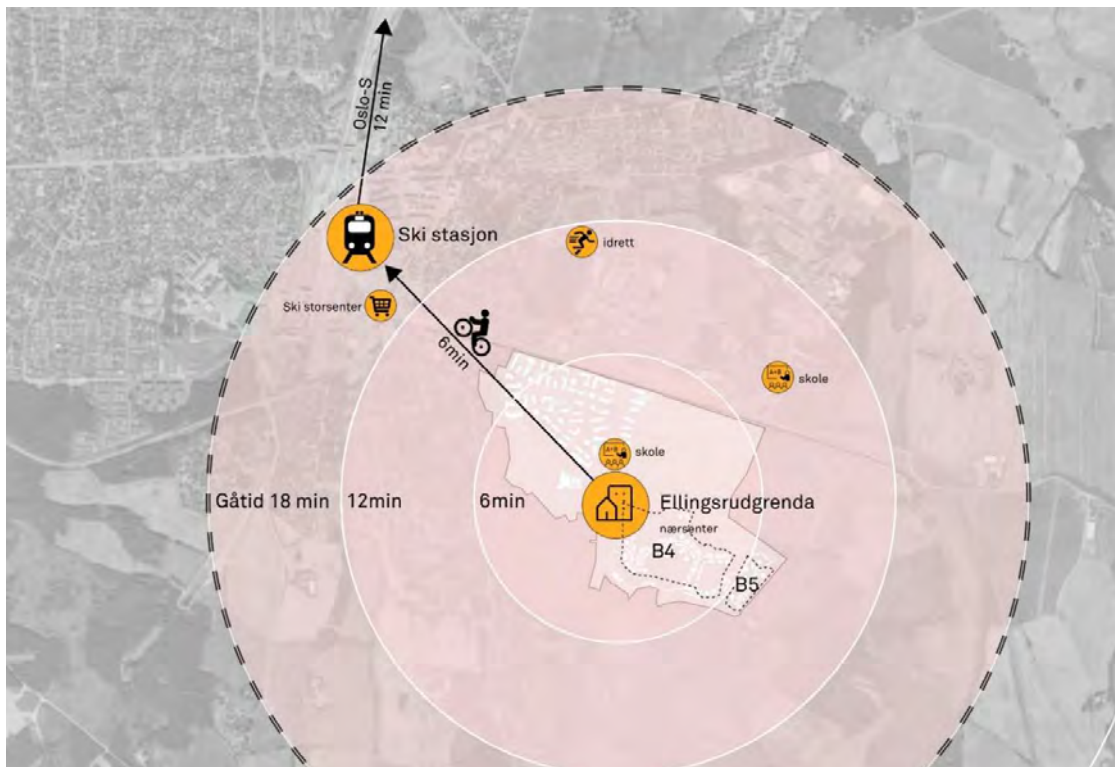 Oslo-S
12 min
Ski stasjon
idrett
Ski storsenter
6min
skole
skole
Gåtid 18 min
12min
6min
Ellingsrudgrenda
nærsenter
B4
B5